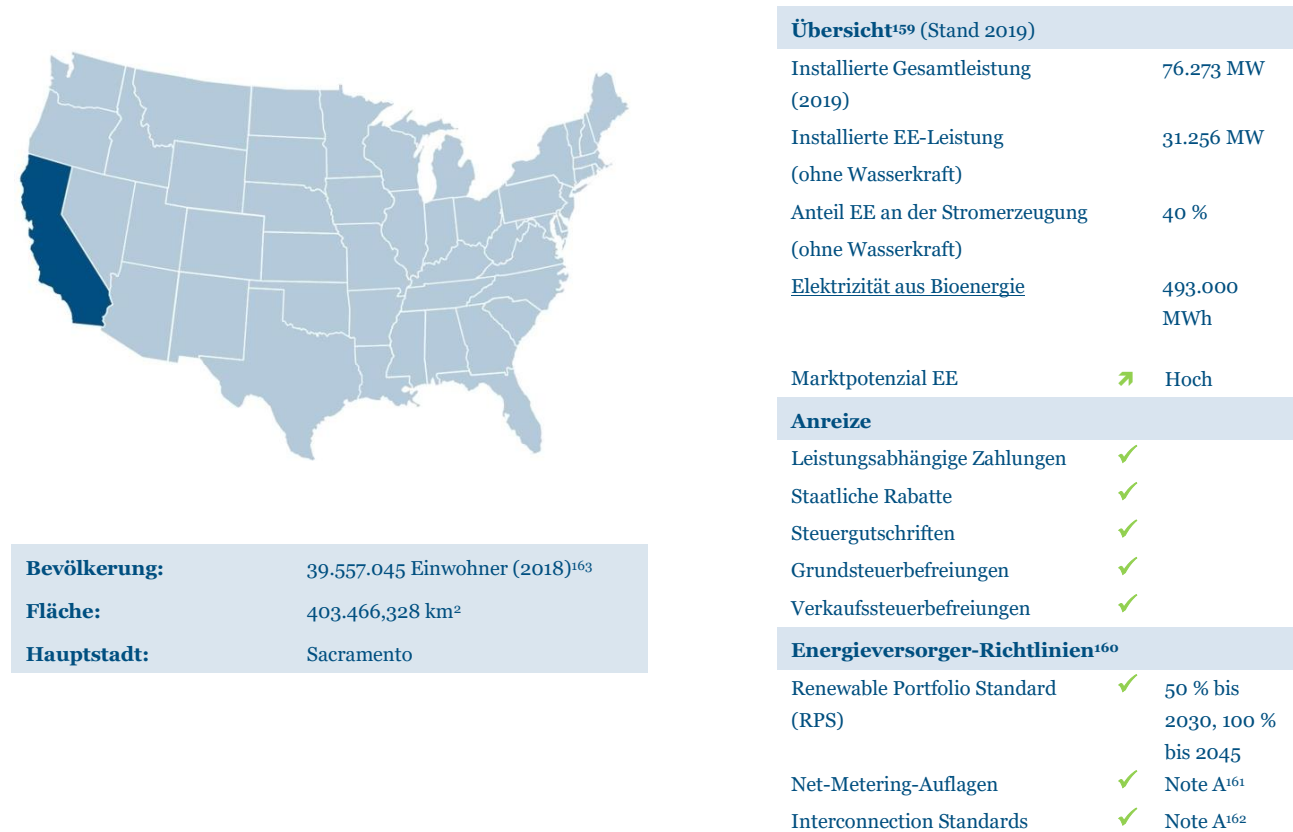 Übersicht¹⁵⁹ (Stand 2019)
Installierte Gesamtleistung 76.273 MW
(2019)
Installierte EE-Leistung 31.256 MW
(ohne Wasserkraft)
Anteil EE an der Stromerzeugung 40 %
(ohne Wasserkraft)
Elektrizität aus Bioenergie 493.000
MWh
Marktpotenzial EE Hoch
Anreize
Leistungsabhängige Zahlungen ✓
Staatliche Rabatte ✓
Steuergutschriften ✓
Grundsteuerbefreiungen ✓
Verkaufssteuerbefreiungen ✓
Energieversorger-Richtlinien¹⁶⁰
Renewable Portfolio Standard ✓ 50 % bis
(RPS) 2030, 100 %
bis 2045
Net-Metering-Auflagen ✓ Note A¹⁶¹
Interconnection Standards ✓ Note A¹⁶²
Bevölkerung: 39.557.045 Einwohner (2018)¹⁶³
Fläche: 403.466,328 km²
Hauptstadt: Sacramento